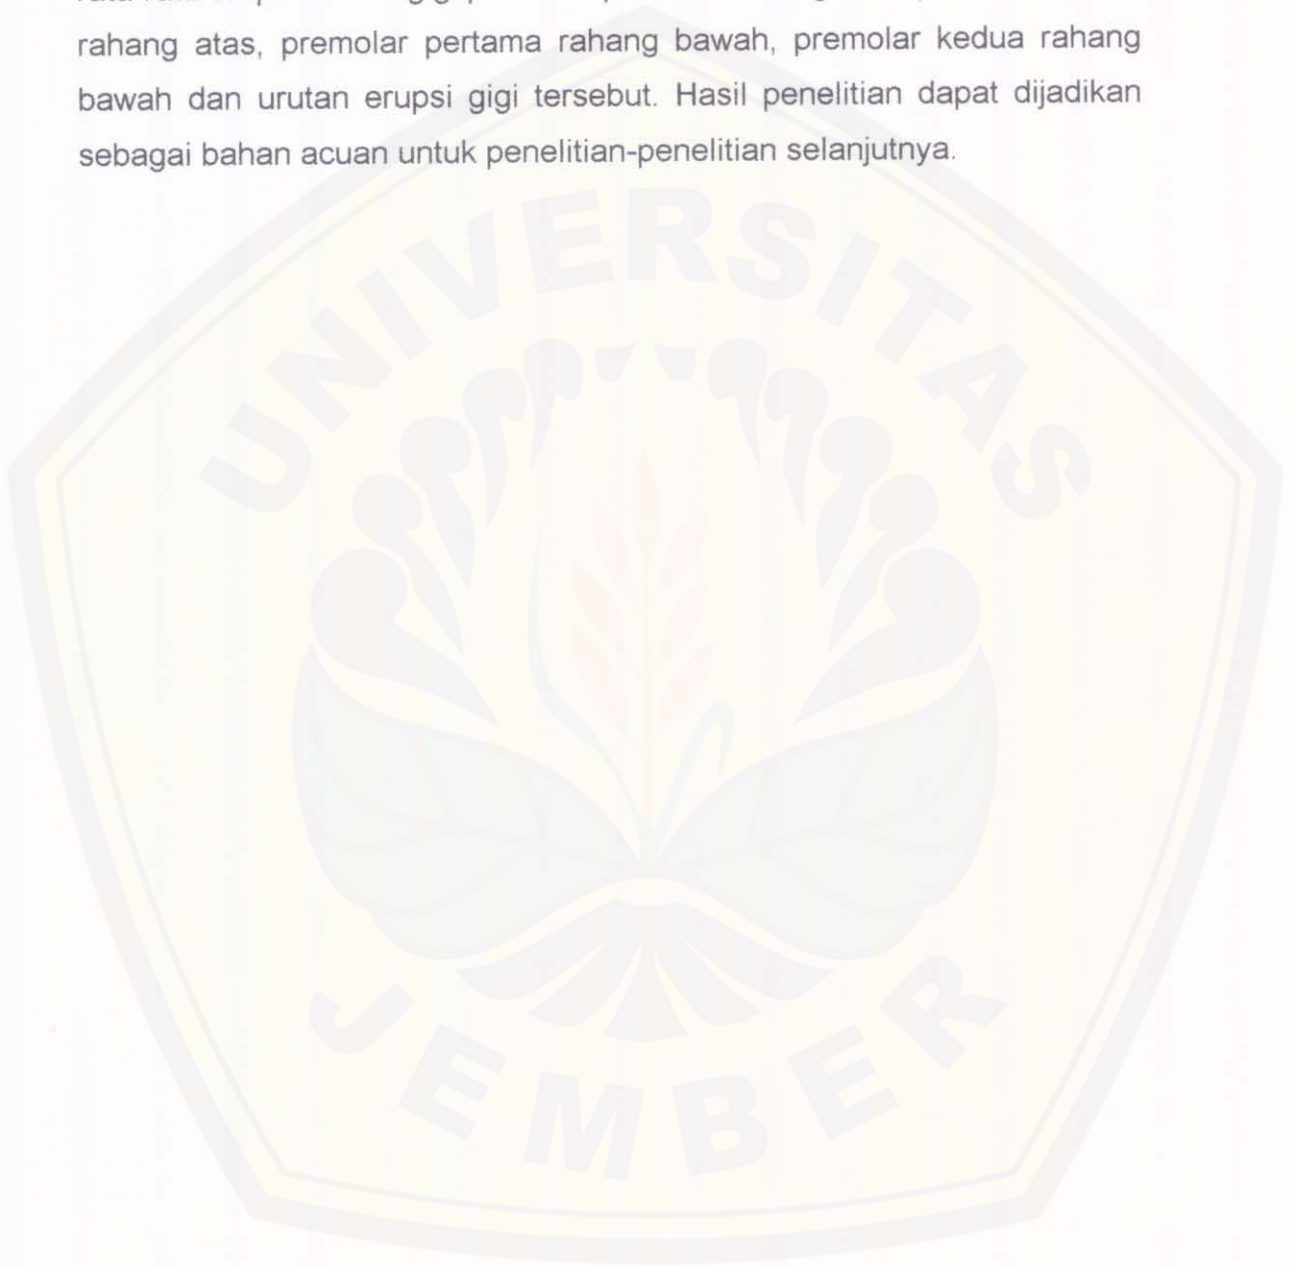 rahang atas, premolar pertama rahang bawah, premolar kedua rahang
bawah dan urutan erupsi gigi tersebut. Hasil penelitian dapat dijadikan
sebagai bahan acuan untuk penelitian-penelitian selanjutnya.
UNIVERSITAS
JEMBER